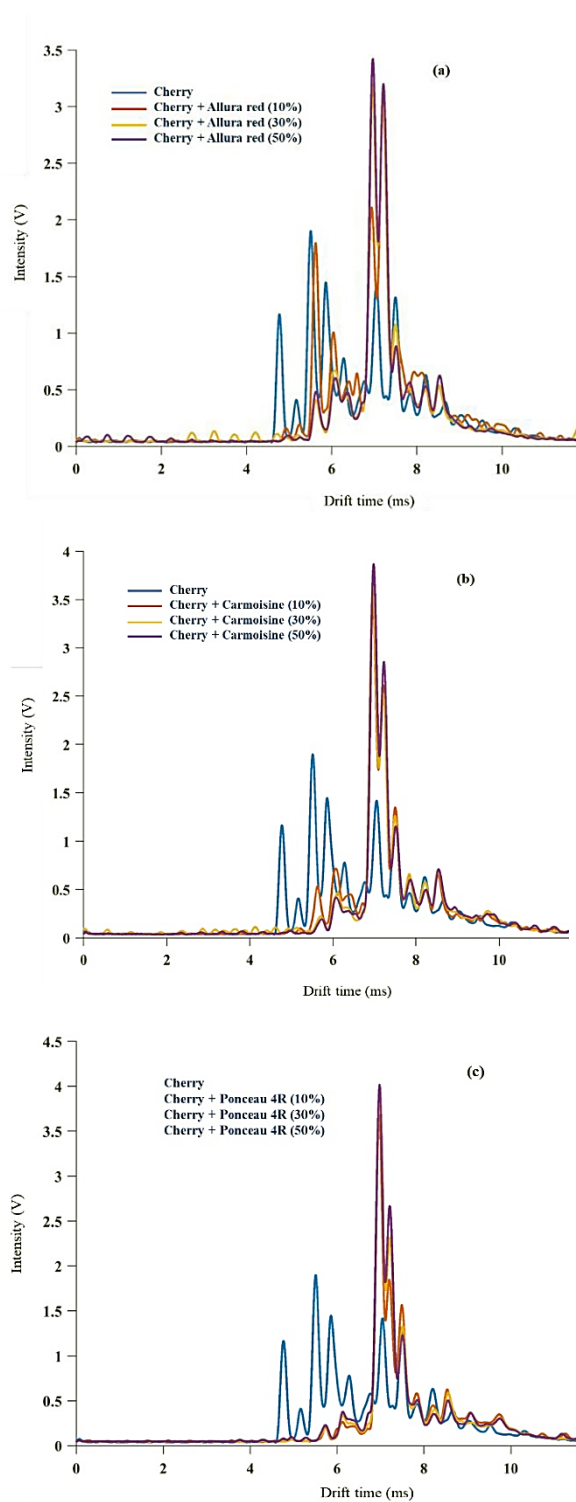 (a)
3.5
3
2.5
2
1.5
1
0.5
0
Intensity (V)
Cherry
Cherry + Allura red (10%)
Cherry + Allura red (30%)
Cherry + Allura red (50%)
0 2 4 6 8 10
Drift time (ms)
(b)
4
3.5
3
2.5
2
1.5
1
0.5
0
Intensity (V)
Cherry
Cherry + Carmoisine (10%)
Cherry + Carmoisine (30%)
Cherry + Carmoisine (50%)
0 2 4 6 8 10
Drift time (ms)
(c)
4.5
4
3.5
3
2.5
2
1.5
1
0.5
0
Intensity (V)
Cherry
Cherry + Ponceau 4R (10%)
Cherry + Ponceau 4R (30%)
Cherry + Ponceau 4R (50%)
0 2 4 6 8 10
Drift time (ms)